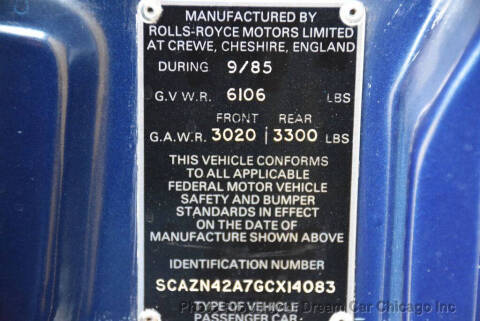 MANUFACTURED BY
ROLLS-ROYCE MOTORS LIMITED
AT CREWE, CHESHIRE, ENGLAND
DURING 9/85
G.V.W.R. 6106 LBS
FRONT REAR
G.A.W.R. 3020 3300 LBS
THIS VEHICLE CONFORMS
TO ALL APPLICABLE
FEDERAL MOTOR VEHICLE
SAFETY AND BUMPER
STANDARDS IN EFFECT
ON THE DATE OF
MANUFACTURE SHOWN ABOVE
IDENTIFICATION NUMBER
SCAZN42A7GCX14083
TYPE OF VEHICLE
PASSENGER CAR
Dream Car Chicago Inc